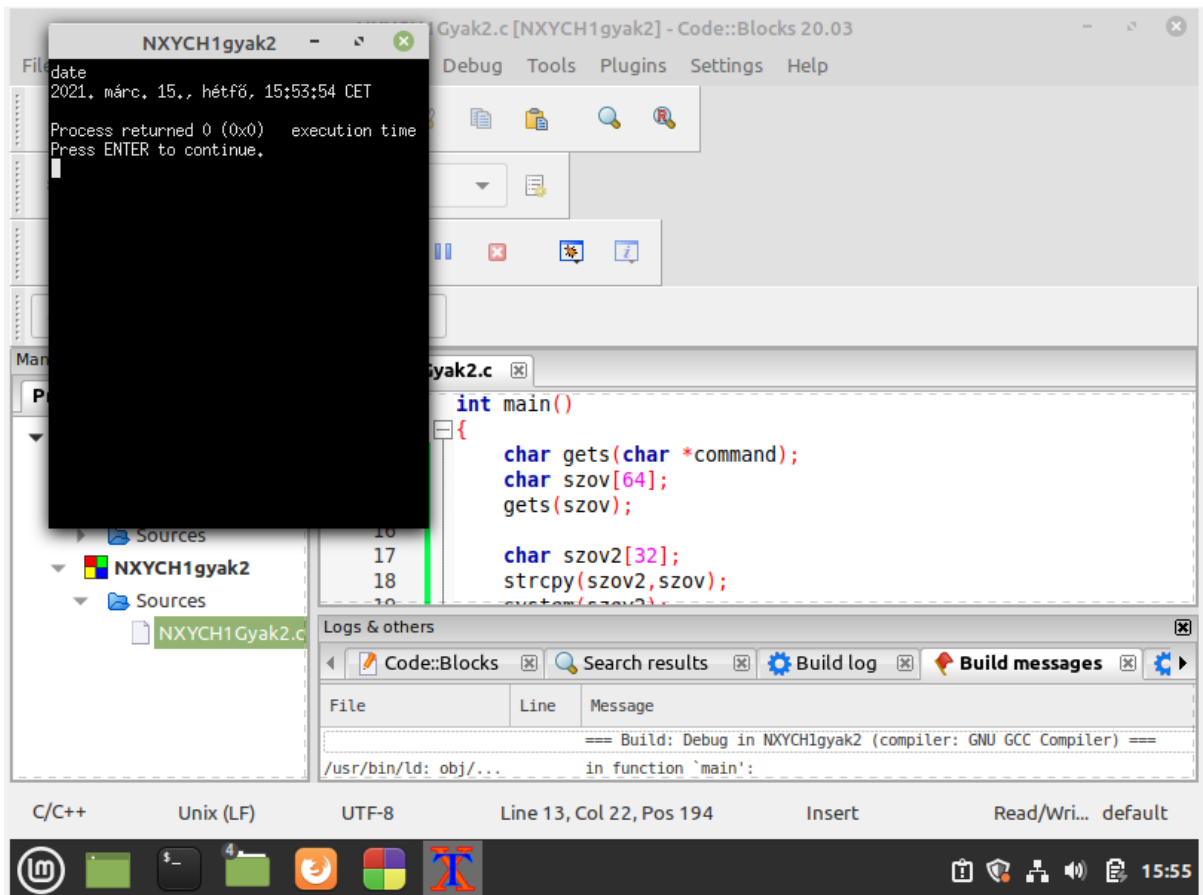 NXYCH1Gyak2.c [NXYCH1gyak2] - Code::Blocks 20.03
NXYCH1gyak2
File Debug Tools Plugins Settings Help
date
2021. márc. 15., hétfő, 15:53:54 CET
Process returned 0 (0x0) execution time
Press ENTER to continue.
Man
Gyak2.c
int main()
{
char gets(char *command);
char szov[64];
gets(szov);
16
17 char szov2[32];
18 strcpy(szov2,szov);
19 system(szov2);
Sources
NXYCH1gyak2
Sources
NXYCH1Gyak2.c
Logs & others
Code::Blocks Search results Build log Build messages
File Line Message
=== Build: Debug in NXYCH1gyak2 (compiler: GNU GCC Compiler) ===
/usr/bin/ld: obj/... in function `main':
C/C++ Unix (LF) UTF-8 Line 13, Col 22, Pos 194 Insert Read/Wri... default
$_ 4 15:55